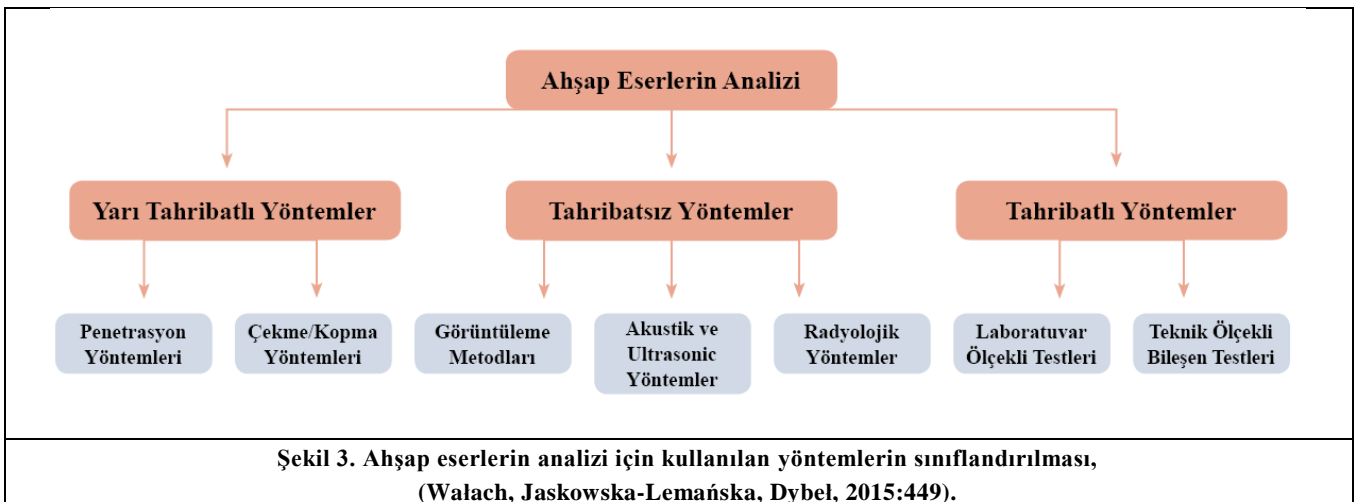 Ahşap Eserlerin Analizi
Yarı Tahribatlı Yöntemler
Tahribatsız Yöntemler
Tahribatlı Yöntemler
Penetrasyon
Yöntemleri
Çekme/Kopma
Yöntemleri
Görüntüleme
Metodları
Akustik ve
Ultrasonic
Yöntemler
Radyolojik
Yöntemler
Laboratuvar
Ölçekli Testleri
Teknik Ölçekli
Bileşen Testleri
Şekil 3. Ahşap eserlerin analizi için kullanılan yöntemlerin sınıflandırılması,
(Wałach, Jaskowska-Lemańska, Dybeł, 2015:449).